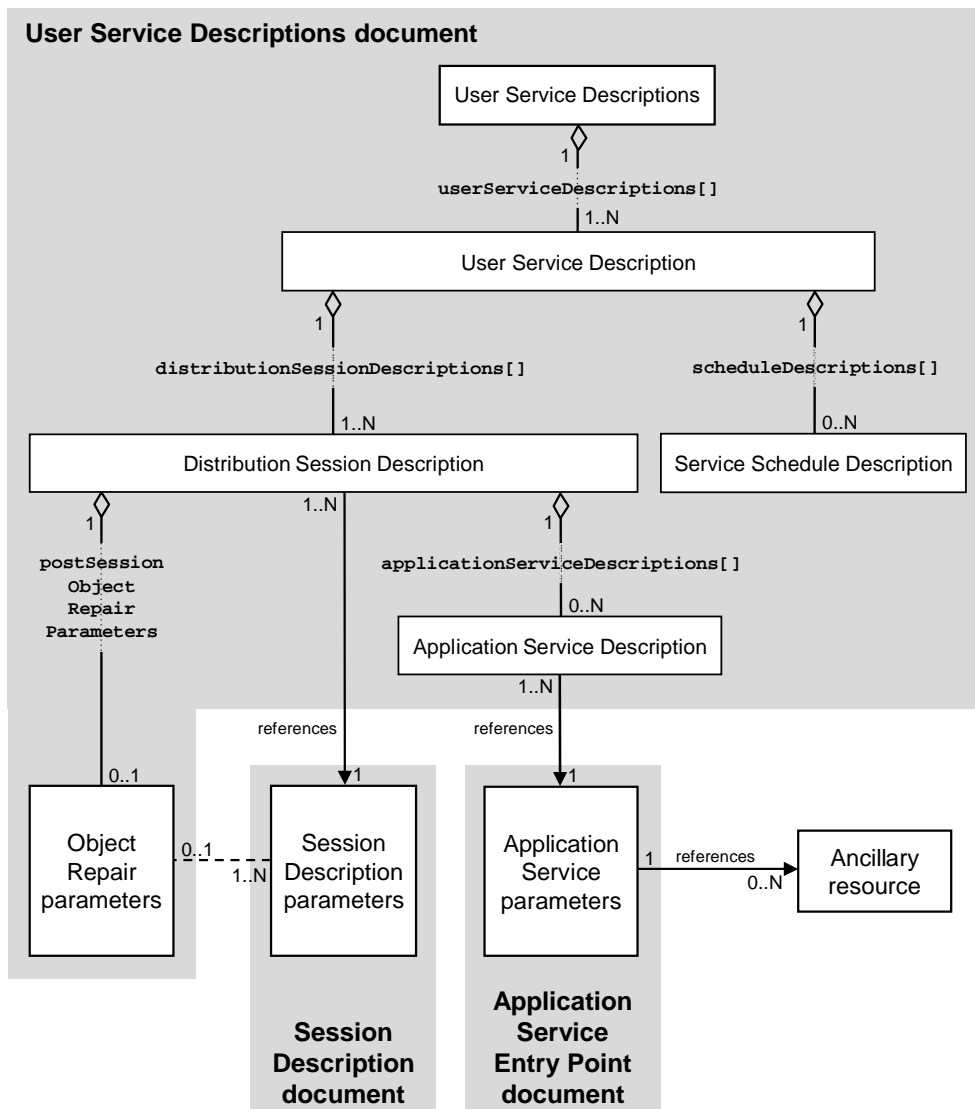 User Service Descriptions document
User Service Descriptions
1
userServiceDescriptions[]
1..N
User Service Description
1
1
distributionSessionDescriptions[]
scheduleDescriptions[]
1..N
0..N
Distribution Session Description
Service Schedule Description
1
1..N
1
postSession
Object
Repair
Parameters
applicationServiceDescriptions[]
0..N
Application Service Description
1..N
references
references
0..1
1
1
Object
Repair
parameters
0..1
1..N
Session
Description
parameters
Application
Service
parameters
1
references
0..N
Ancillary
resource
Session
Description
document
Application
Service
Entry Point
document